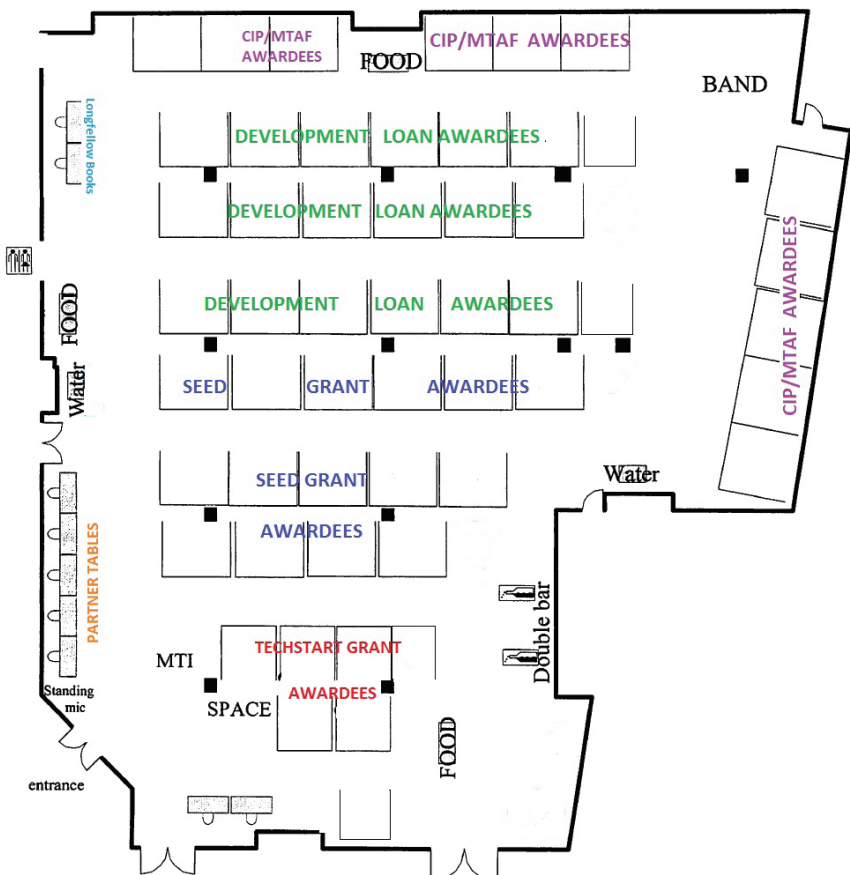 CIP/MTAF
AWARDEES
FOOD
CIP/MTAF AWARDEES
BAND
Longfellow Books
DEVELOPMENT LOAN AWARDEES
DEVELOPMENT LOAN AWARDEES
CIP/MTAF AWARDEES
FOOD
DEVELOPMENT LOAN AWARDEES
Water
SEED GRANT AWARDEES
SEED GRANT
AWARDEES
Water
PARTNER TABLES
Double bar
TECHSTART GRANT
AWARDEES
MTI
SPACE
Standing
mic
FOOD
entrance